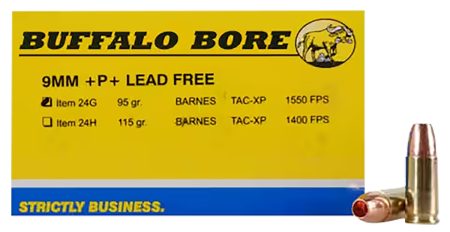 BUFFALO BORE
9MM +P+ LEAD FREE
Item 24G 95 gr. BARNES TAC-XP 1550 FPS
Item 24H 115 gr. BARNES TAC-XP 1400 FPS
STRICTLY BUSINESS.